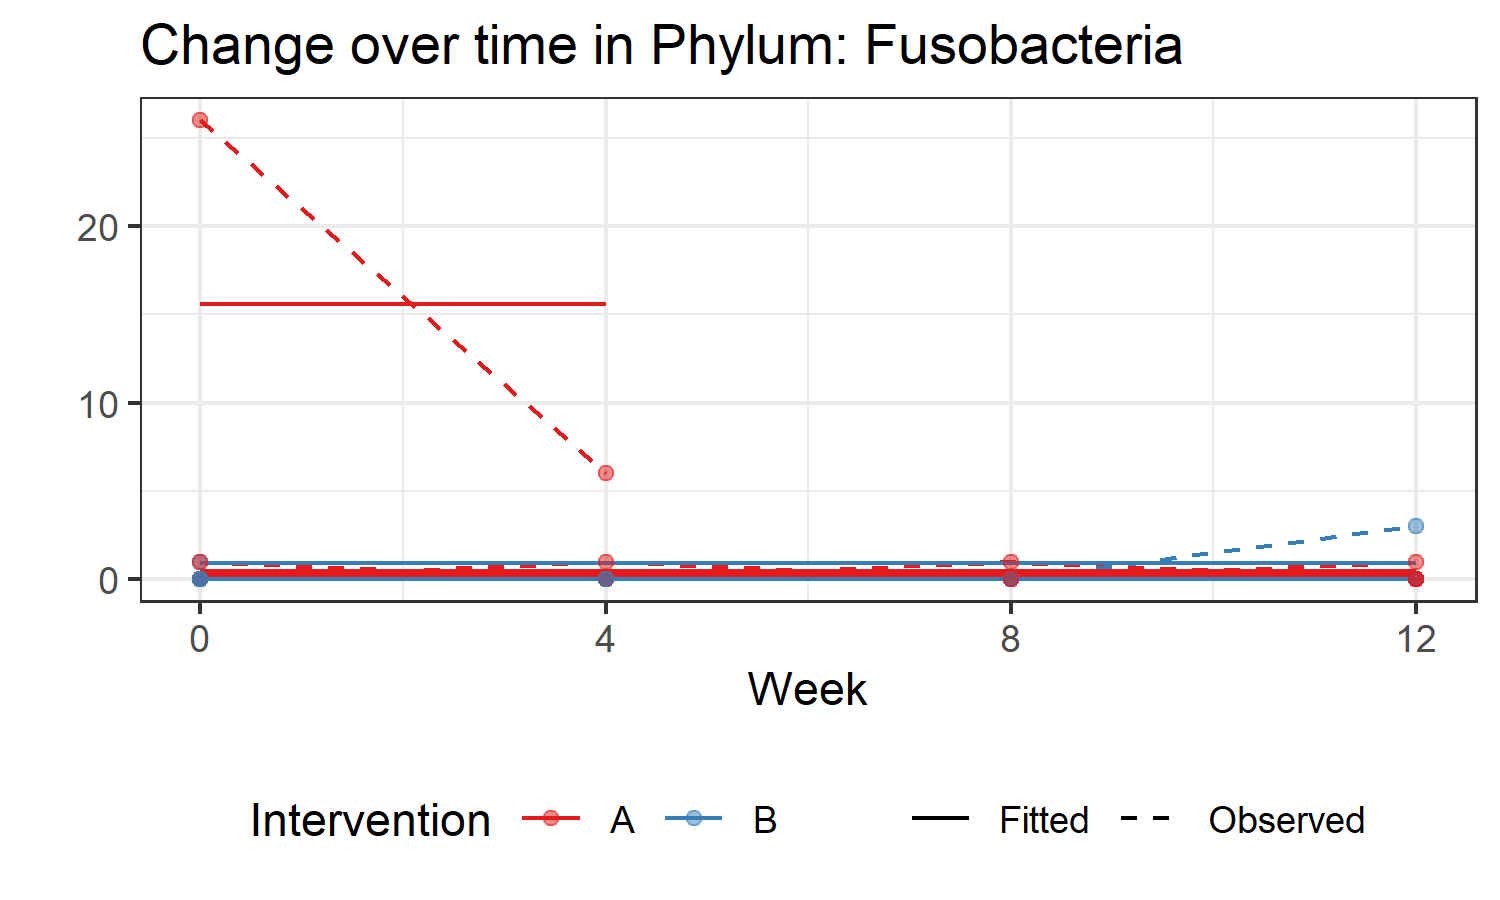 Change over time in Phylum: Fusobacteria
20
10
0
0 4 8 12
Week
Intervention A B Fitted Observed